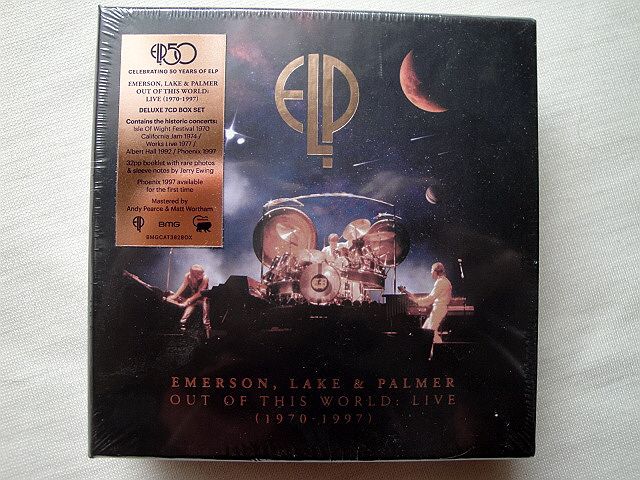 ELP50
CELEBRATING 50 YEARS OF ELP
EMERSON, LAKE & PALMER
OUT OF THIS WORLD:
LIVE (1970-1997)
DELUXE 7CD BOX SET
Contains the historic concerts:
Isle Of Wight Festival 1970
California Jam 1974 /
Works Live 1977 /
Albert Hall 1992 / Phoenix 1997
32pp booklet with rare photos
& sleeve notes by Jerry Ewing
Phoenix 1997 available
for the first time
Mastered by
Andy Pearce & Matt Wortham
ELP BMG
BMGCAT382BOX
ELP
EMERSON, LAKE & PALMER
OUT OF THIS WORLD: LIVE
(1970-1997)